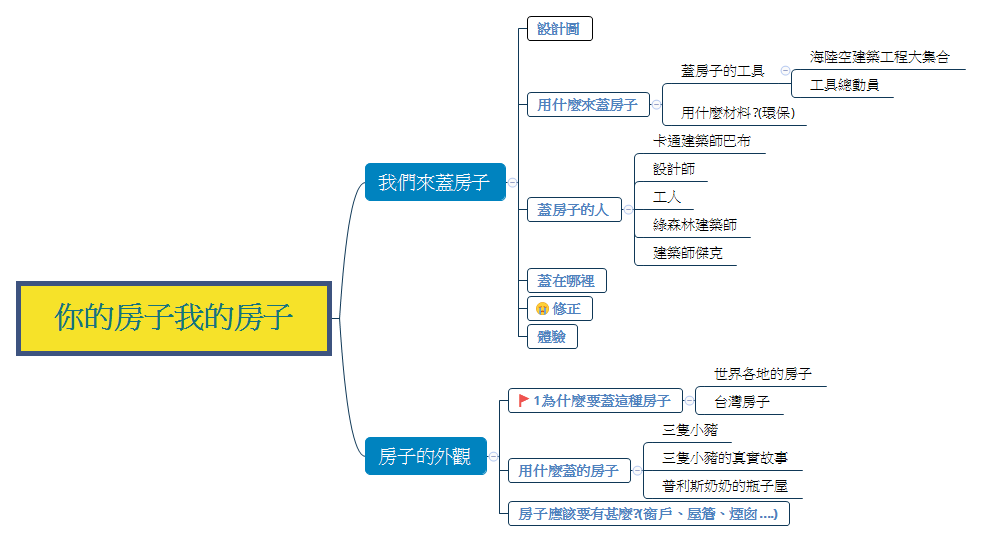 你的房子我的房子
我們來蓋房子
設計圖
用什麼來蓋房子
蓋房子的工具
海陸空建築工程大集合
工具總動員
用什麼材料?(環保)
蓋房子的人
卡通建築師巴布
設計師
工人
綠森林建築師
建築師傑克
蓋在哪裡
修正
體驗
房子的外觀
1為什麼要蓋這種房子
世界各地的房子
台灣房子
用什麼蓋的房子
三隻小豬
三隻小豬的真實故事
普利斯奶奶的瓶子屋
房子應該要有甚麼?(窗戶、屋簷、煙囪....)